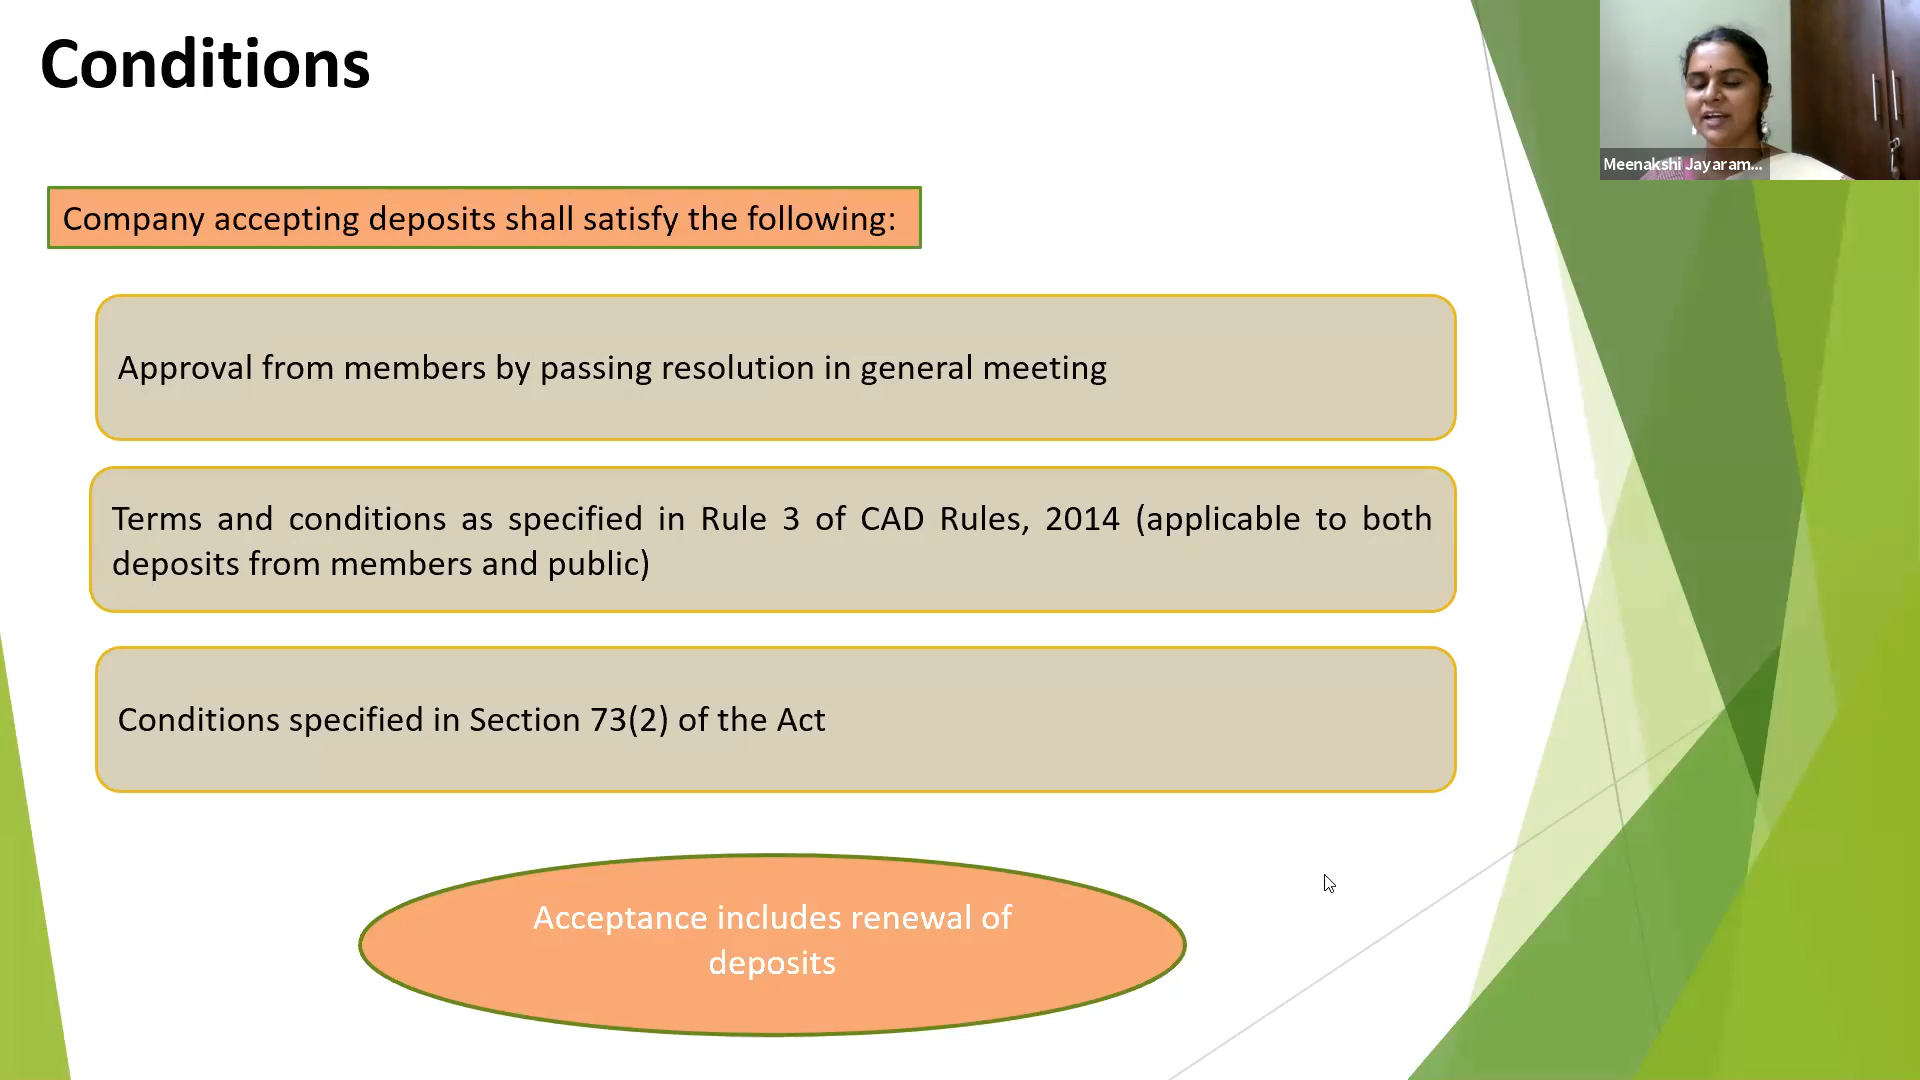 Conditions
Meenakshi Jayaram...
Company accepting deposits shall satisfy the following:
Approval from members by passing resolution in general meeting
Terms and conditions as specified in Rule 3 of CAD Rules, 2014 (applicable to both
deposits from members and public)
Conditions specified in Section 73(2) of the Act
Acceptance includes renewal of
deposits